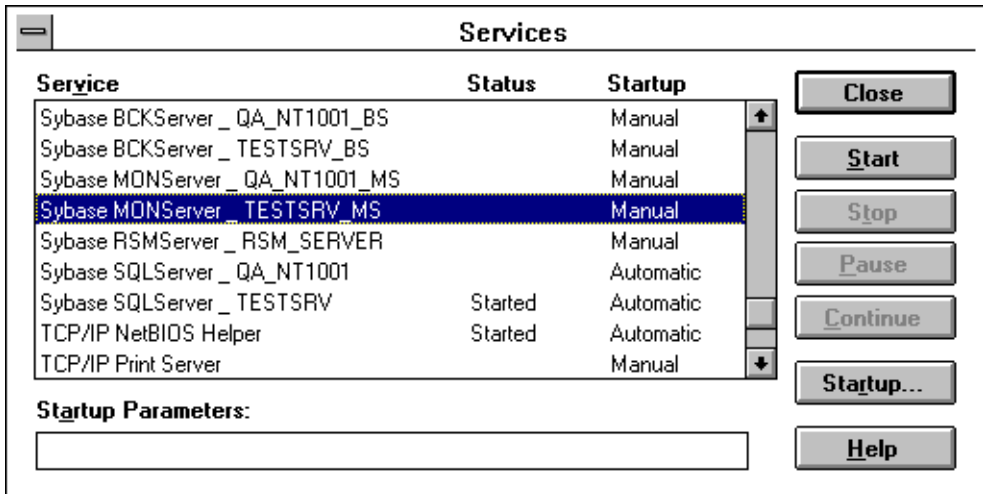 Services
Service Status Startup
Sybase BCKServer _ QA_NT1001_BS Manual
Sybase BCKServer _ TESTSRV_BS Manual
Sybase MONServer _ QA_NT1001_MS Manual
Sybase MONServer _ TESTSRV_MS Manual
Sybase RSMServer _ RSM_SERVER Manual
Sybase SQLServer _ QA_NT1001 Automatic
Sybase SQLServer _ TESTSRV Started Automatic
TCP/IP NetBIOS Helper Started Automatic
TCP/IP Print Server Manual
Startup Parameters:
Close
Start
Stop
Pause
Continue
Startup...
Help